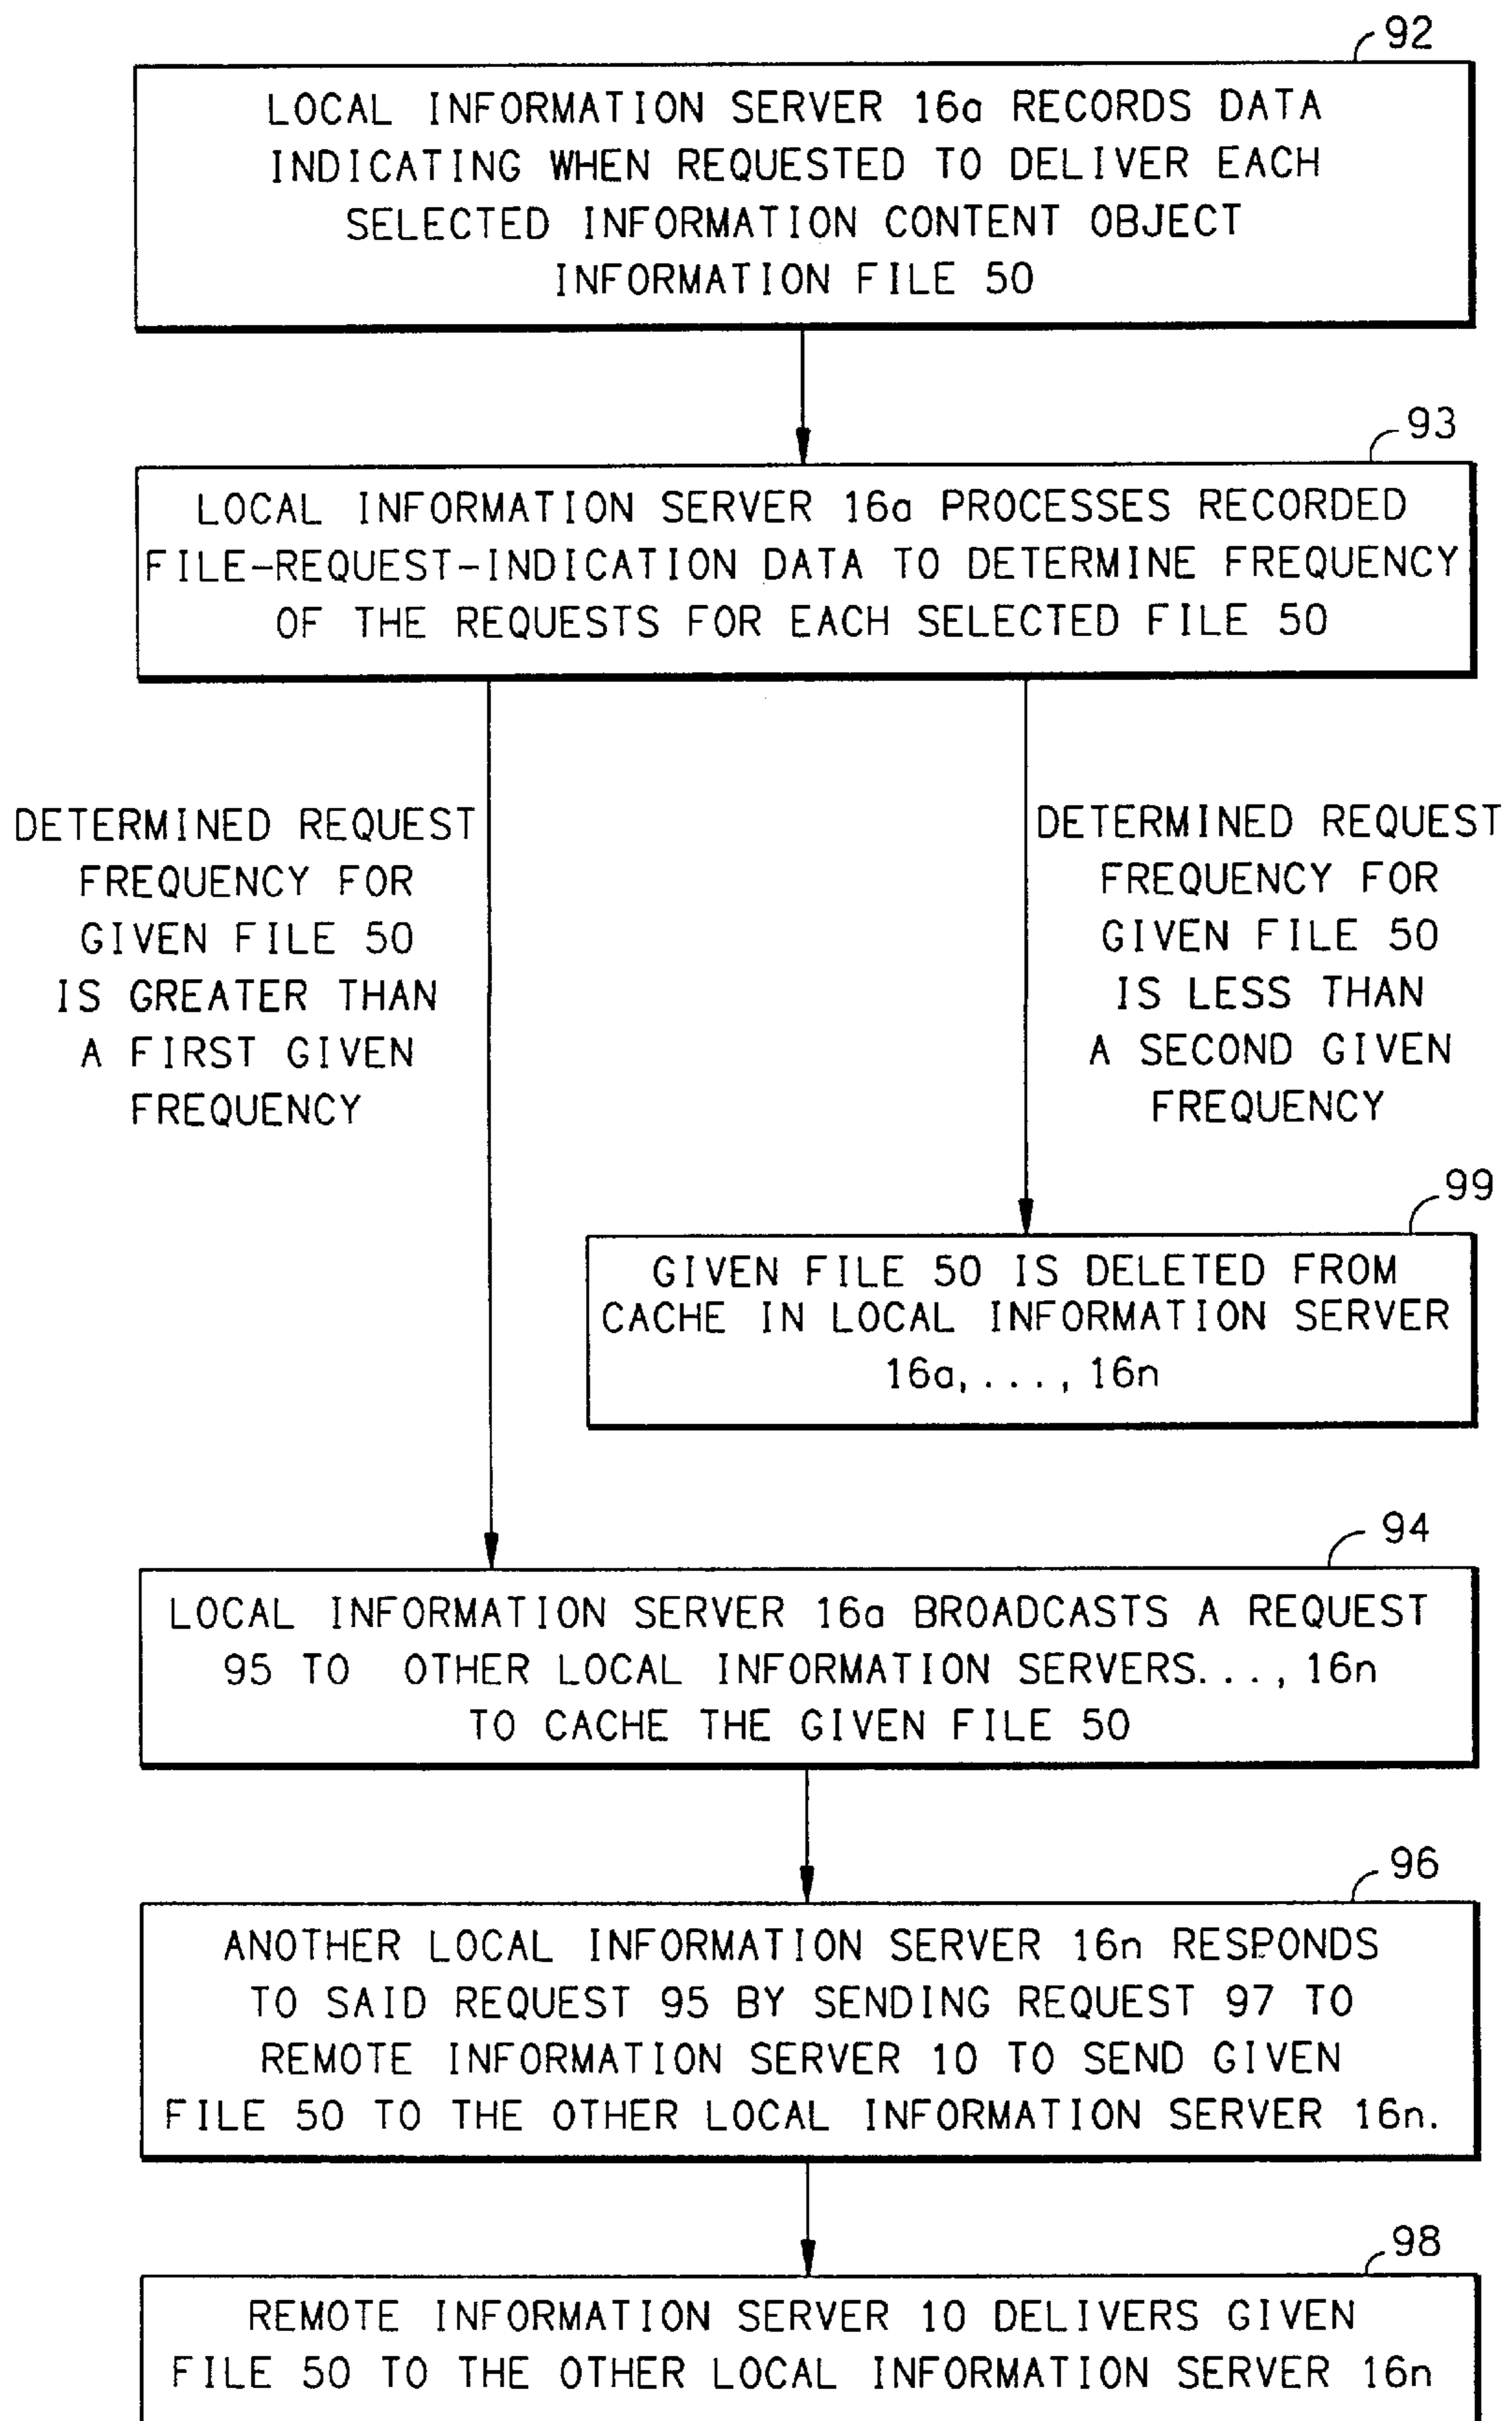 92
LOCAL INFORMATION SERVER 16a RECORDS DATA
INDICATING WHEN REQUESTED TO DELIVER EACH
SELECTED INFORMATION CONTENT OBJECT
INFORMATION FILE 50
93
LOCAL INFORMATION SERVER 16a PROCESSES RECORDED
FILE-REQUEST-INDICATION DATA TO DETERMINE FREQUENCY
OF THE REQUESTS FOR EACH SELECTED FILE 50
DETERMINED REQUEST
FREQUENCY FOR
GIVEN FILE 50
IS GREATER THAN
A FIRST GIVEN
FREQUENCY
DETERMINED REQUEST
FREQUENCY FOR
GIVEN FILE 50
IS LESS THAN
A SECOND GIVEN
FREQUENCY
99
GIVEN FILE 50 IS DELETED FROM
CACHE IN LOCAL INFORMATION SERVER
16a,..., 16n
94
LOCAL INFORMATION SERVER 16a BROADCASTS A REQUEST
95 TO OTHER LOCAL INFORMATION SERVERS..., 16n
TO CACHE THE GIVEN FILE 50
96
ANOTHER LOCAL INFORMATION SERVER 16n RESPONDS
TO SAID REQUEST 95 BY SENDING REQUEST 97 TO
REMOTE INFORMATION SERVER 10 TO SEND GIVEN
FILE 50 TO THE OTHER LOCAL INFORMATION SERVER 16n.
98
REMOTE INFORMATION SERVER 10 DELIVERS GIVEN
FILE 50 TO THE OTHER LOCAL INFORMATION SERVER 16n